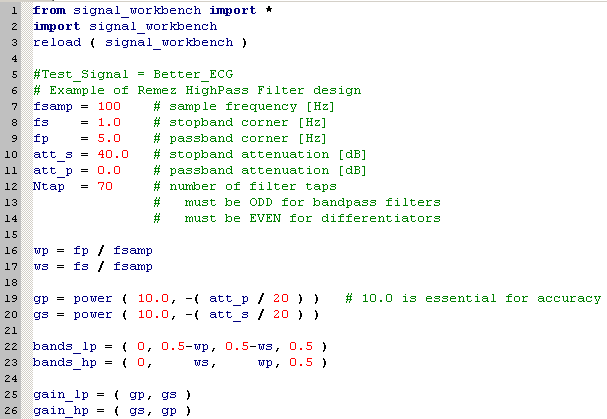 1 from signal_workbench import *
2 import signal_workbench
3 reload ( signal_workbench )
4
5 #Test_Signal = Better_ECG
6 # Example of Remez HighPass Filter design
7 fsamp = 100    # sample frequency [Hz]
8 fs    = 1.0    # stopband corner [Hz]
9 fp    = 5.0    # passband corner [Hz]
10 att_s = 40.0   # stopband attenuation [dB]
11 att_p = 0.0    # passband attenuation [dB]
12 Ntap  = 70     # number of filter taps
13                #   must be ODD for bandpass filters
14                #   must be EVEN for differentiators
15
16 wp = fp / fsamp
17 ws = fs / fsamp
18
19 gp = power ( 10.0, -( att_p / 20 ) )   # 10.0 is essential for accuracy
20 gs = power ( 10.0, -( att_s / 20 ) )
21
22 bands_lp = ( 0, 0.5-wp, 0.5-ws, 0.5 )
23 bands_hp = ( 0,     ws,     wp, 0.5 )
24
25 gain_lp = ( gp, gs )
26 gain_hp = ( gs, gp )